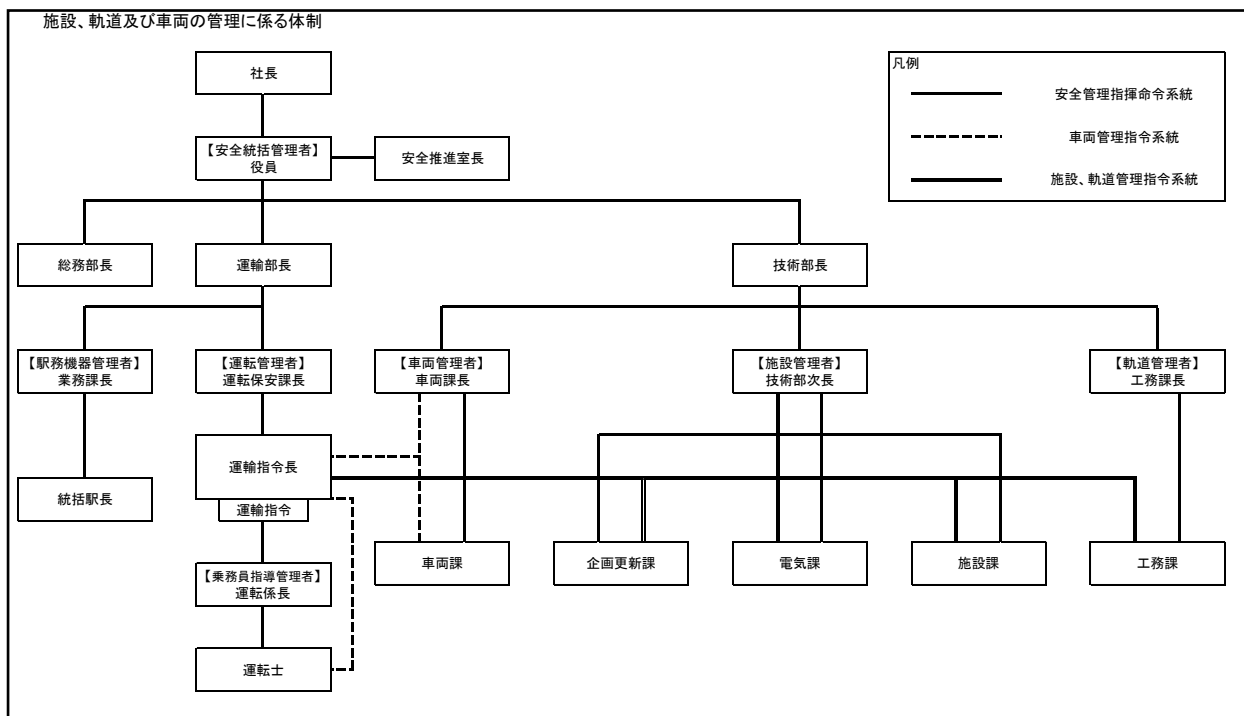 施設、軌道及び車両の管理に係る体制
社長
凡例
安全管理指揮命令系統
車両管理指令系統
施設、軌道管理指令系統
【安全統括管理者】
役員
安全推進室長
総務部長
運輸部長
技術部長
【駅務機器管理者】
業務課長
【運転管理者】
運転保安課長
【車両管理者】
車両課長
【施設管理者】
技術部次長
【軌道管理者】
工務課長
運輸指令長
統括駅長
運輸指令
車両課
企画更新課
電気課
施設課
工務課
【乗務員指導管理者】
運転係長
運転士